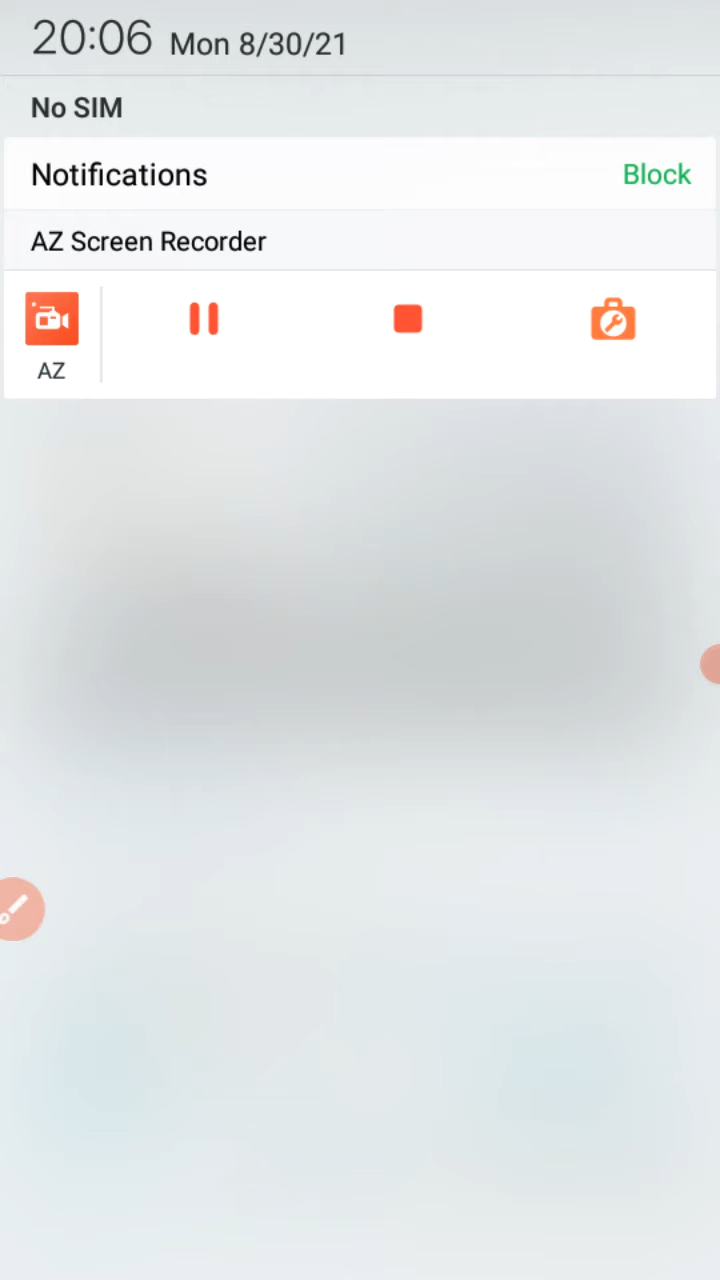 20:06 Mon 8/30/21
No SIM
Notifications Block
AZ Screen Recorder
AZ